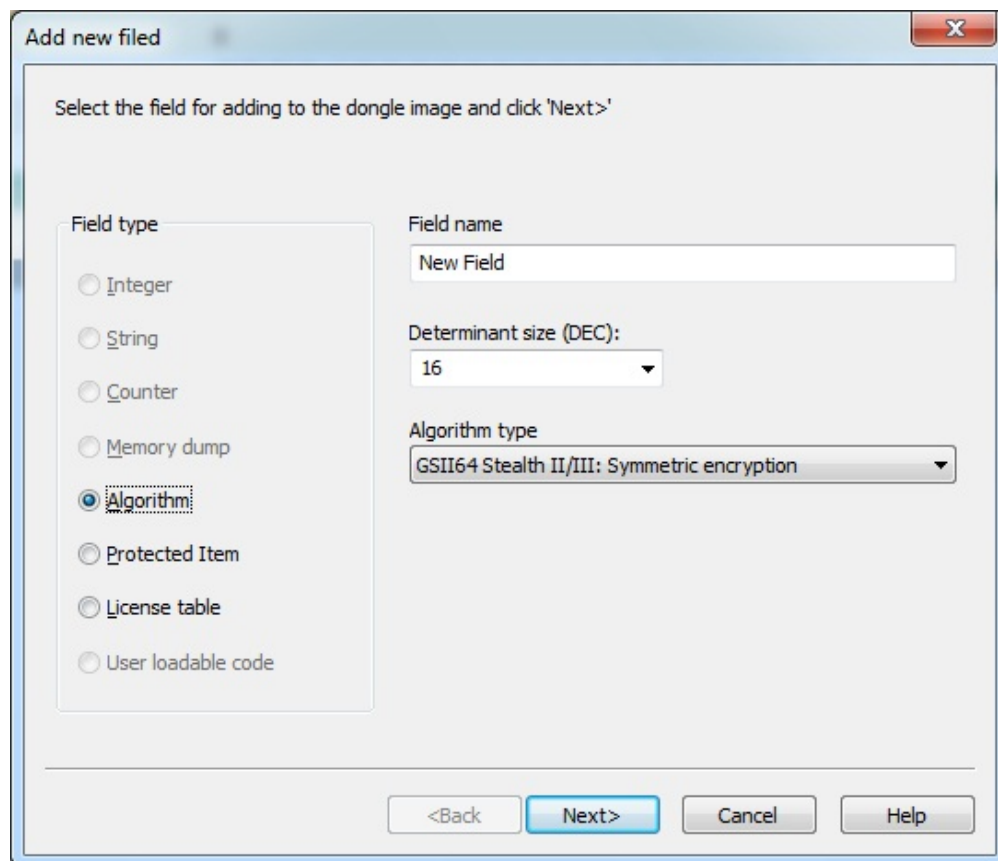 Add new filed
Select the field for adding to the dongle image and click 'Next>'
Field type
Integer
String
Counter
Memory dump
Algorithm
Protected Item
License table
User loadable code
Field name
New Field
Determinant size (DEC):
16
Algorithm type
GSII64 Stealth II/III: Symmetric encryption
<Back
Next>
Cancel
Help